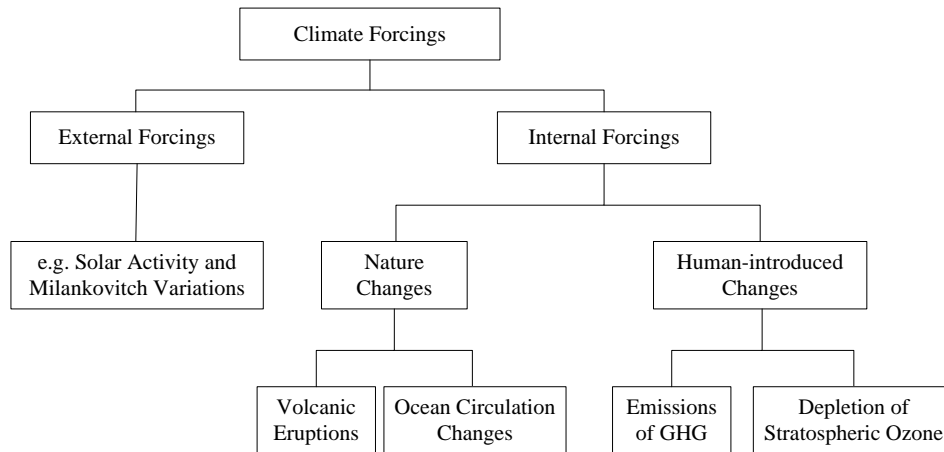 Climate Forcings
External Forcings
Internal Forcings
e.g. Solar Activity and
Milankovitch Variations
Nature
Changes
Human-introduced
Changes
Volcanic
Eruptions
Ocean Circulation
Changes
Emissions
of GHG
Depletion of
Stratospheric Ozone